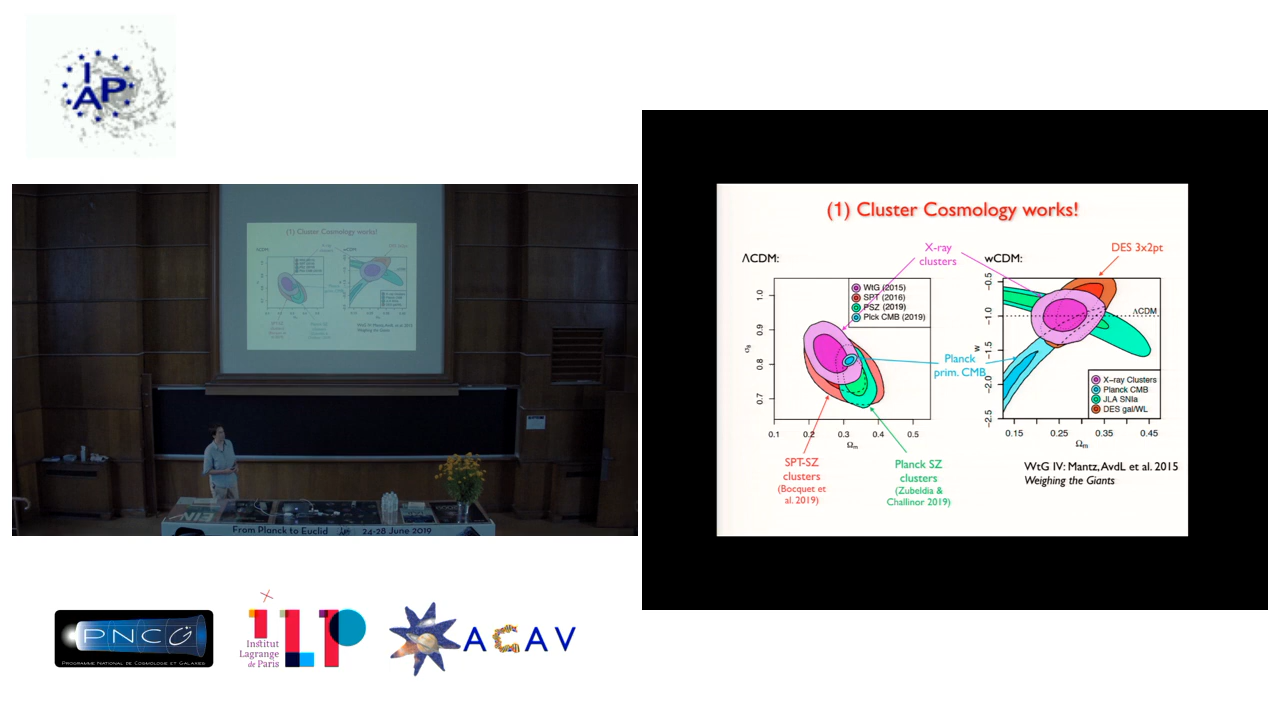 IAP
(1) Cluster Cosmology works!
X-ray
clusters
DES 3x2pt
ΛCDM:
wCDM:
WtG (2015)
SPT (2016)
PSZ (2019)
Plck CMB (2019)
1.0
0.9
0.8
0.7
σ8
0.1
0.2
0.3
0.4
0.5
Ωm
Planck
prim. CMB
-0.5
-1.0
-1.5
-2.0
-2.5
w
ΛCDM
X-ray Clusters
Planck CMB
JLA SNIa
DES gal/WL
0.15
0.25
0.35
0.45
Ωm
SPT-SZ
clusters
(Bocquet et
al. 2019)
Planck SZ
clusters
(Zubeldia &
Challinor 2019)
WtG IV: Mantz, AvdL et al. 2015
Weighing the Giants
(1) Cluster Cosmology works!
From Planck to Euclid 24-28 June 2019
PNCG
PROGRAMME NATIONAL DE COSMOLOGIE ET GALAXIES
ILP
Institut
Lagrange
de Paris
ACAV